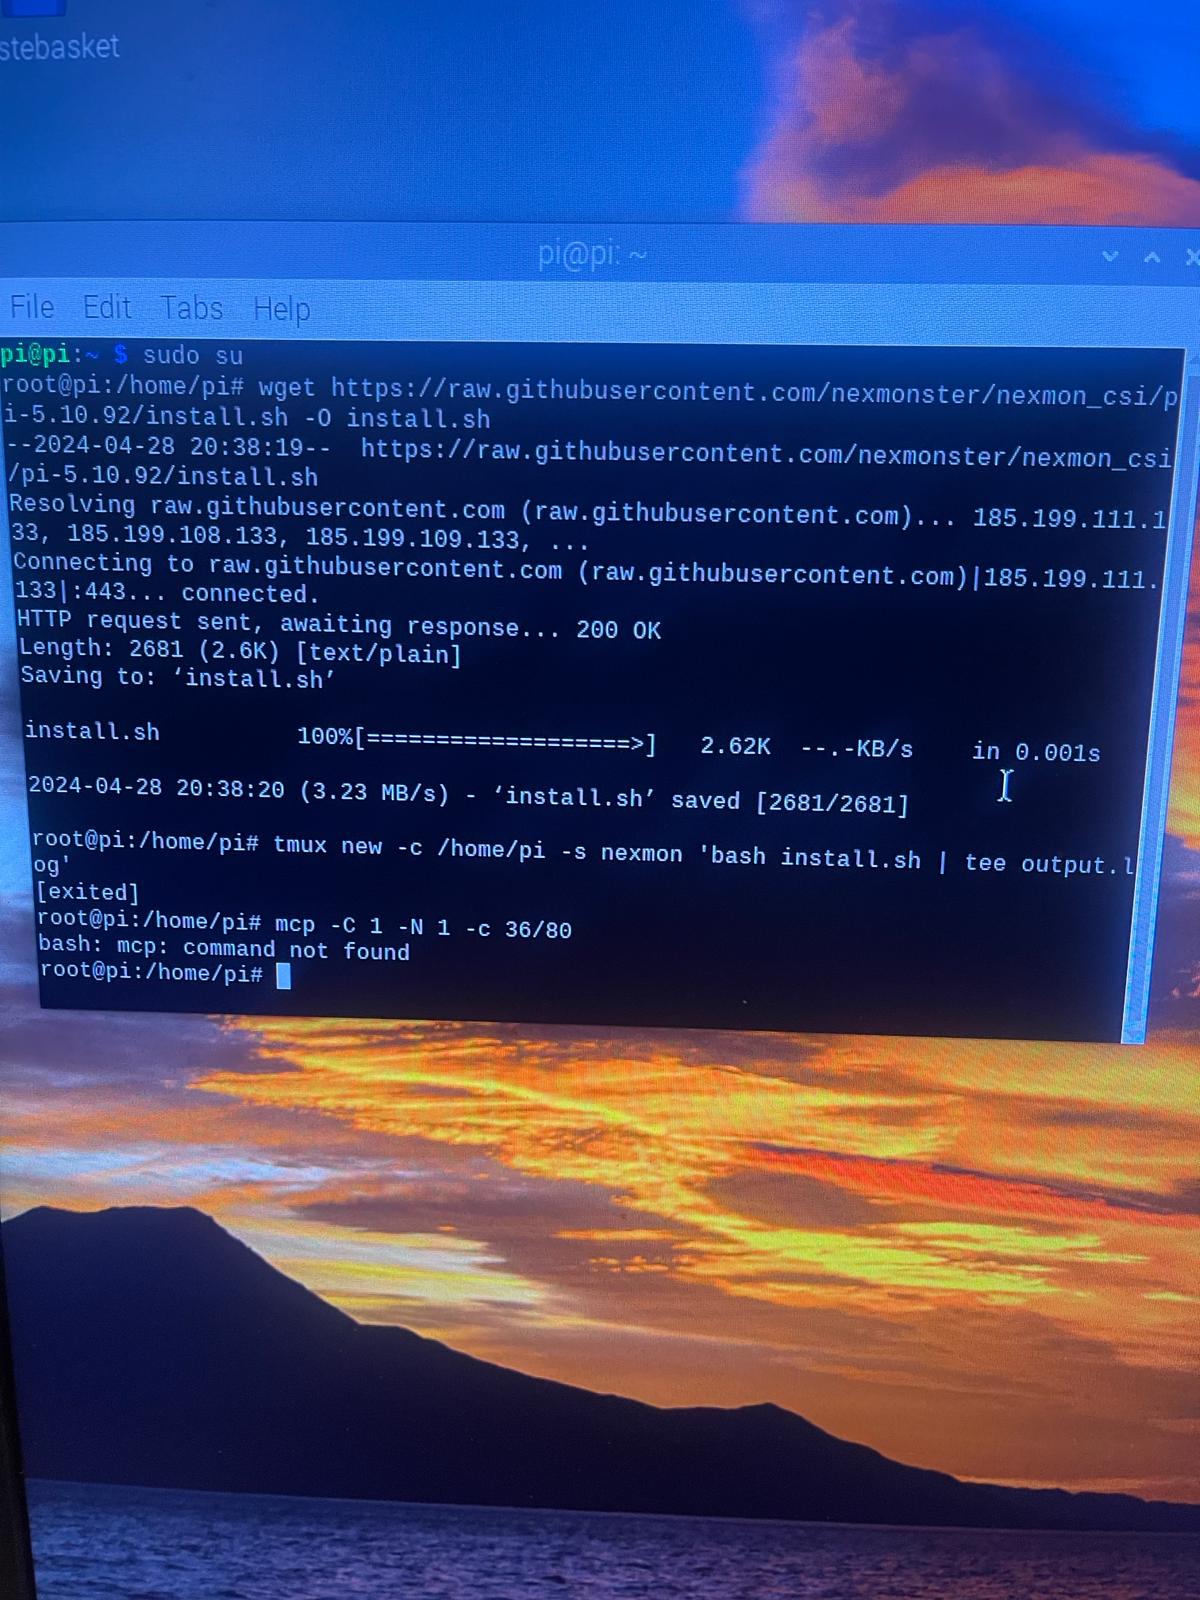 stebasket
pi@pi: ~
File Edit Tabs Help
pi@pi:~ $ sudo su
root@pi:/home/pi# wget https://raw.githubusercontent.com/nexmonster/nexmon_csi/p
i-5.10.92/install.sh -O install.sh
--2024-04-28 20:38:19--  https://raw.githubusercontent.com/nexmonster/nexmon_csi
/pi-5.10.92/install.sh
Resolving raw.githubusercontent.com (raw.githubusercontent.com)... 185.199.111.1
33, 185.199.108.133, 185.199.109.133, ...
Connecting to raw.githubusercontent.com (raw.githubusercontent.com)|185.199.111.
133|:443... connected.
HTTP request sent, awaiting response... 200 OK
Length: 2681 (2.6K) [text/plain]
Saving to: ‘install.sh’
install.sh          100%[===================>]   2.62K  --.-KB/s    in 0.001s
2024-04-28 20:38:20 (3.23 MB/s) - ‘install.sh’ saved [2681/2681]
root@pi:/home/pi# tmux new -c /home/pi -s nexmon 'bash install.sh | tee output.l
og'
[exited]
root@pi:/home/pi# mcp -C 1 -N 1 -c 36/80
bash: mcp: command not found
root@pi:/home/pi#